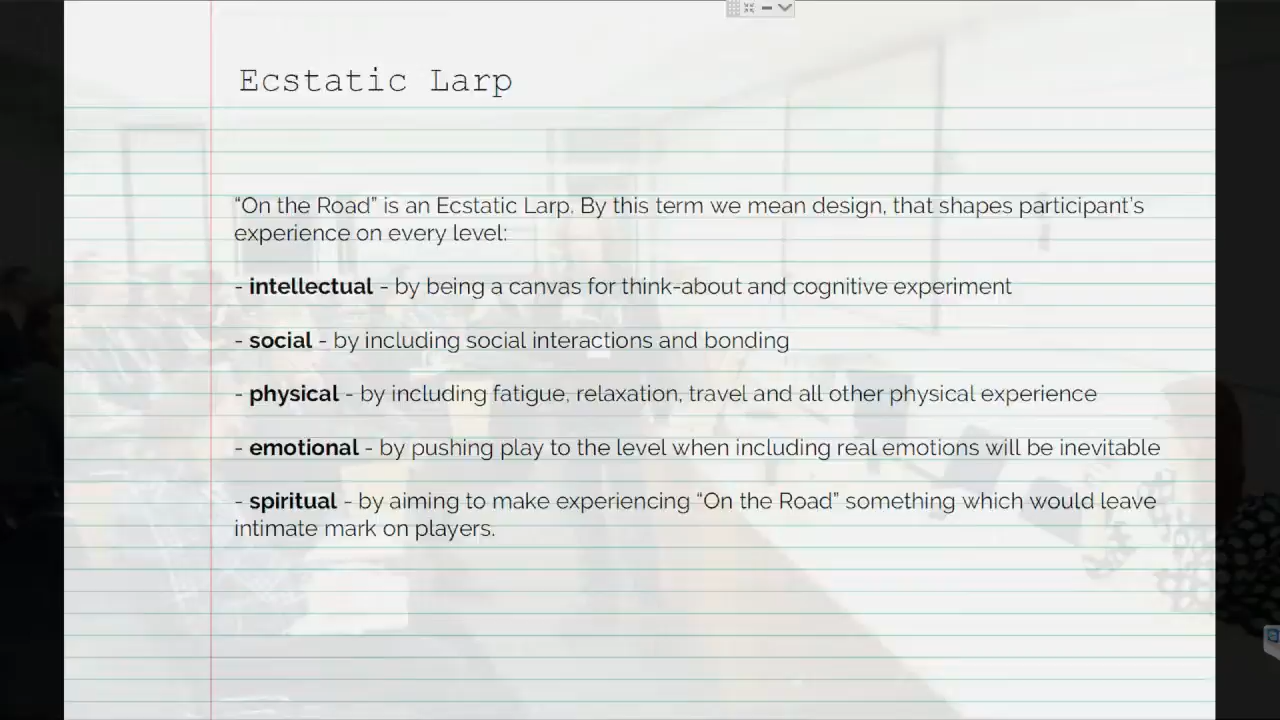 Ecstatic Larp
“On the Road” is an Ecstatic Larp. By this term we mean design, that shapes participant’s
experience on every level:
- intellectual - by being a canvas for think-about and cognitive experiment
- social - by including social interactions and bonding
- physical - by including fatigue, relaxation, travel and all other physical experience
- emotional - by pushing play to the level when including real emotions will be inevitable
- spiritual - by aiming to make experiencing “On the Road” something which would leave
intimate mark on players.